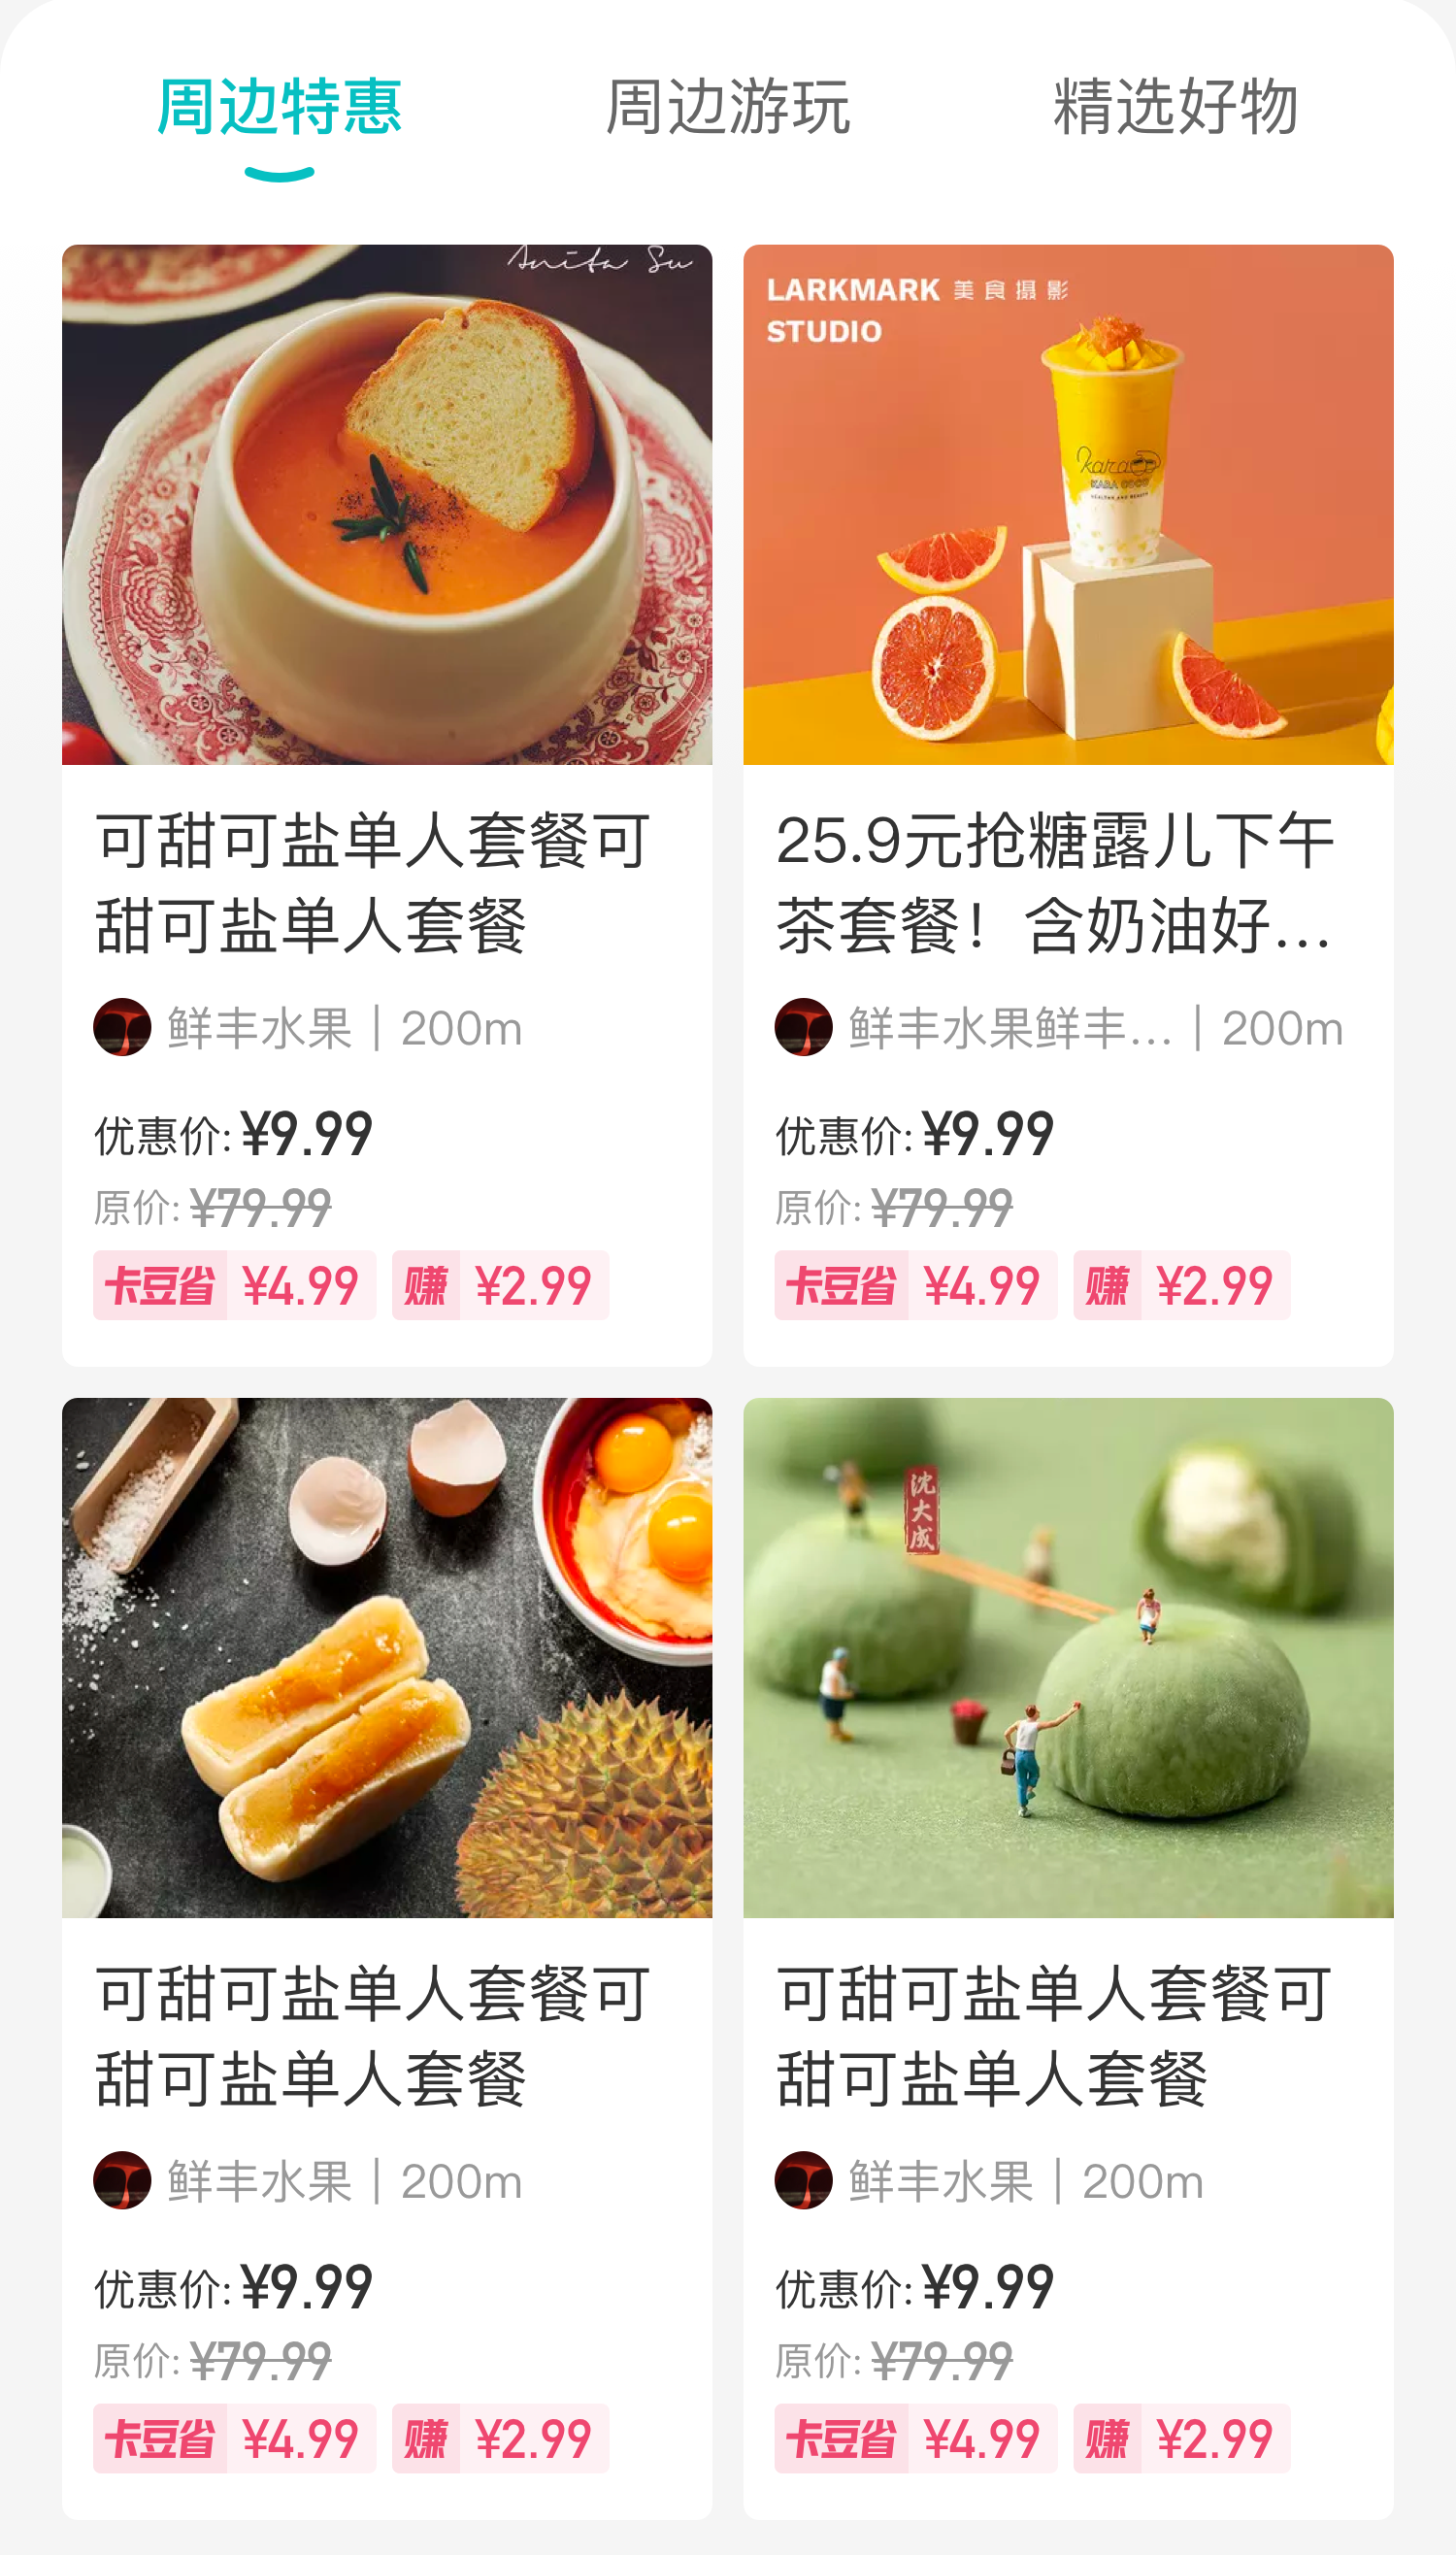 周边特惠
周边游玩
精选好物
Anita Su
LARKMARK 美食摄影
STUDIO
kara
KARA COCO
HEALTHY AND BEAUTY
可甜可盐单人套餐可
甜可盐单人套餐
鲜丰水果 | 200m
优惠价: ¥9.99
原价: ¥79.99
卡豆省 ¥4.99 赚 ¥2.99
25.9元抢糖露儿下午
茶套餐！含奶油好...
鲜丰水果鲜丰... | 200m
优惠价: ¥9.99
原价: ¥79.99
卡豆省 ¥4.99 赚 ¥2.99
沈大成
可甜可盐单人套餐可
甜可盐单人套餐
鲜丰水果 | 200m
优惠价: ¥9.99
原价: ¥79.99
卡豆省 ¥4.99 赚 ¥2.99
可甜可盐单人套餐可
甜可盐单人套餐
鲜丰水果 | 200m
优惠价: ¥9.99
原价: ¥79.99
卡豆省 ¥4.99 赚 ¥2.99